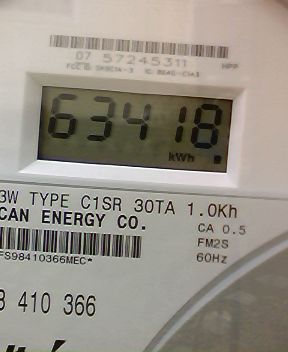 07 57245311
HPP
63418
kWh
3W TYPE C1SR 30TA 1.0Kh
CAN ENERGY CO.
CA 0.5
FM2S
60Hz
FS98410366MEC*
410 366